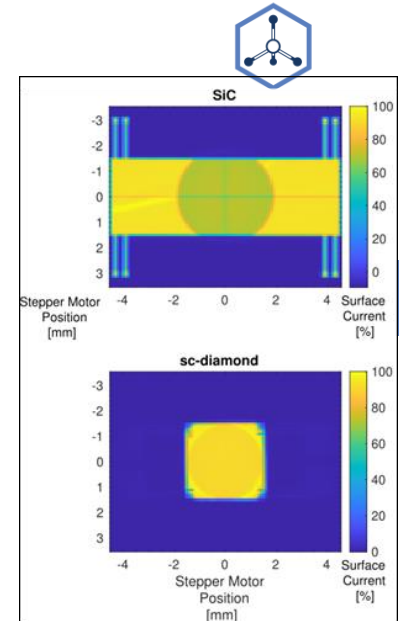 SiC
100
-3
-2
80
-1
60
0
40
1
20
2
0
3
-4 -2 0 2 4
Stepper Motor
Position
[mm]
Surface
Current
[%]
sc-diamond
100
-3
-2
80
-1
60
0
40
1
2
20
3
0
-4 -2 0 2 4
Stepper Motor
Position
[mm]
Surface
Current
[%]